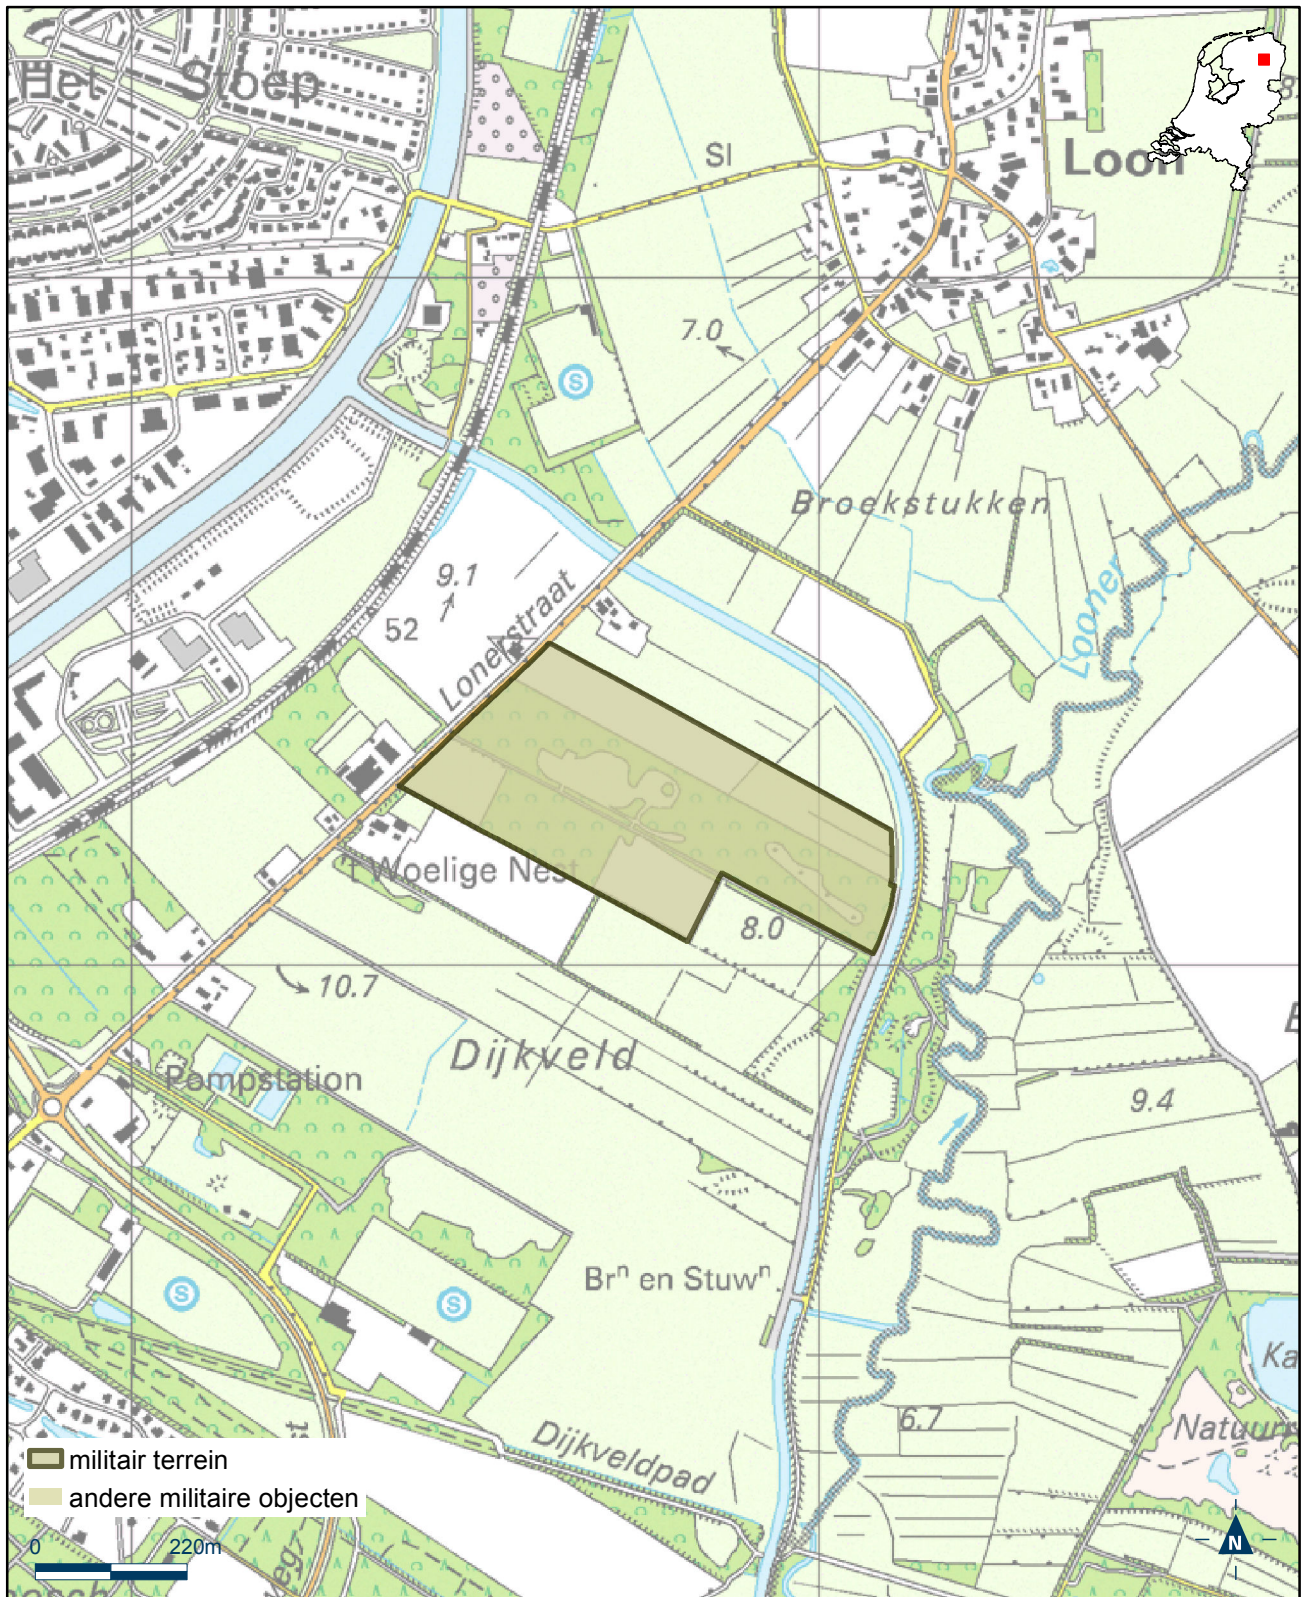 Het Stoep
Sl
Loon
7.0
S
Broekstukken
9.1
52
Lonerstraat
Looner
't Woelige Nest
8.0
10.7
Dijkveld
Pompstation
9.4
Brⁿ en Stuwⁿ
S
S
Ka
6.7
Natuurr
Dijkveldpad
militair terrein
andere militaire objecten
0 220m
N